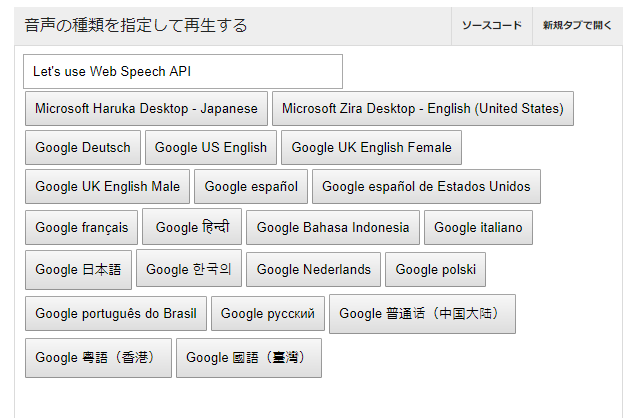 音声の種類を指定して再生する ソースコード 新規タブで開く
Let's use Web Speech API
Microsoft Haruka Desktop - Japanese Microsoft Zira Desktop - English (United States)
Google Deutsch Google US English Google UK English Female
Google UK English Male Google español Google español de Estados Unidos
Google français Google हिन्दी Google Bahasa Indonesia Google italiano
Google 日本語 Google 한국의 Google Nederlands Google polski
Google português do Brasil Google русский Google 普通话（中国大陆）
Google 粤語（香港） Google 國語（臺灣）